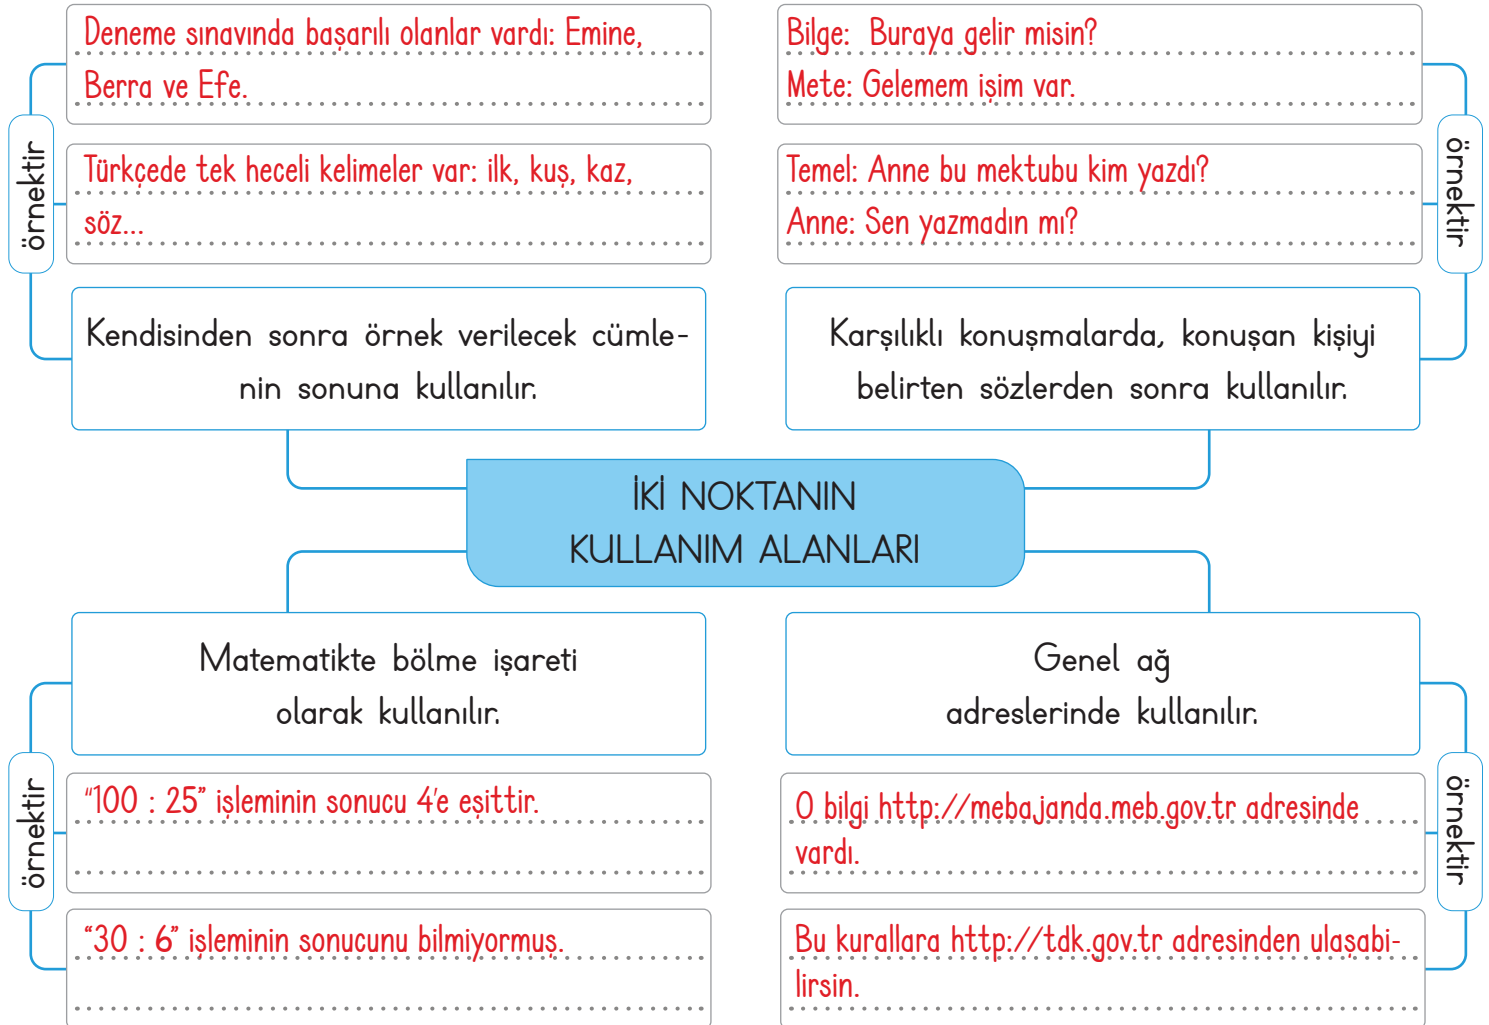 Deneme sınavında başarılı olanlar vardı: Emine,
Berra ve Efe.
örnektir
Türkçede tek heceli kelimeler var: ilk, kuş, kaz,
söz...
Kendisinden sonra örnek verilecek cümle-
nin sonuna kullanılır.
Bilge: Buraya gelir misin?
Mete: Gelemem işim var.
örnektir
Temel: Anne bu mektubu kim yazdı?
Anne: Sen yazmadın mı?
Karşılıklı konuşmalarda, konuşan kişiyi
belirten sözlerden sonra kullanılır.
İKİ NOKTANIN
KULLANIM ALANLARI
Matematikte bölme işareti
olarak kullanılır.
örnektir
"100 : 25" işleminin sonucu 4'e eşittir.
"30 : 6" işleminin sonucunu bilmiyormuş.
Genel ağ
adreslerinde kullanılır.
örnektir
O bilgi http://mebajanda.meb.gov.tr adresinde
vardı.
Bu kurallara http://tdk.gov.tr adresinden ulaşabi-
lirsin.